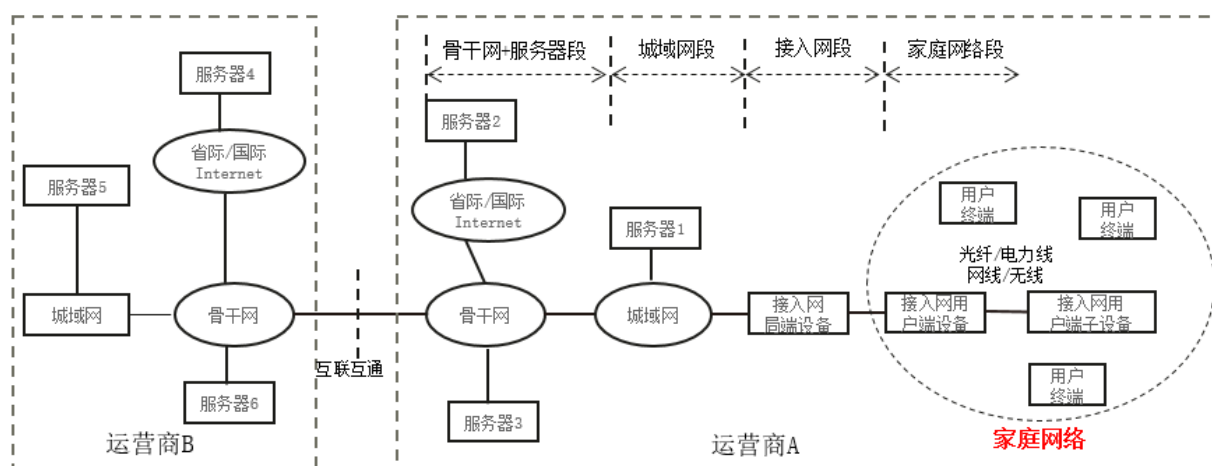 骨干网+服务器段
城域网段
接入网段
家庭网络段
服务器4
省际/国际
Internet
服务器5
城域网
骨干网
服务器6
运营商B
互联互通
服务器2
省际/国际
Internet
服务器1
骨干网
城域网
服务器3
接入网
局端设备
接入网用
户端设备
光纤/电力线
网线/无线
接入网用
户端子设备
用户
终端
用户
终端
用户
终端
家庭网络
运营商A